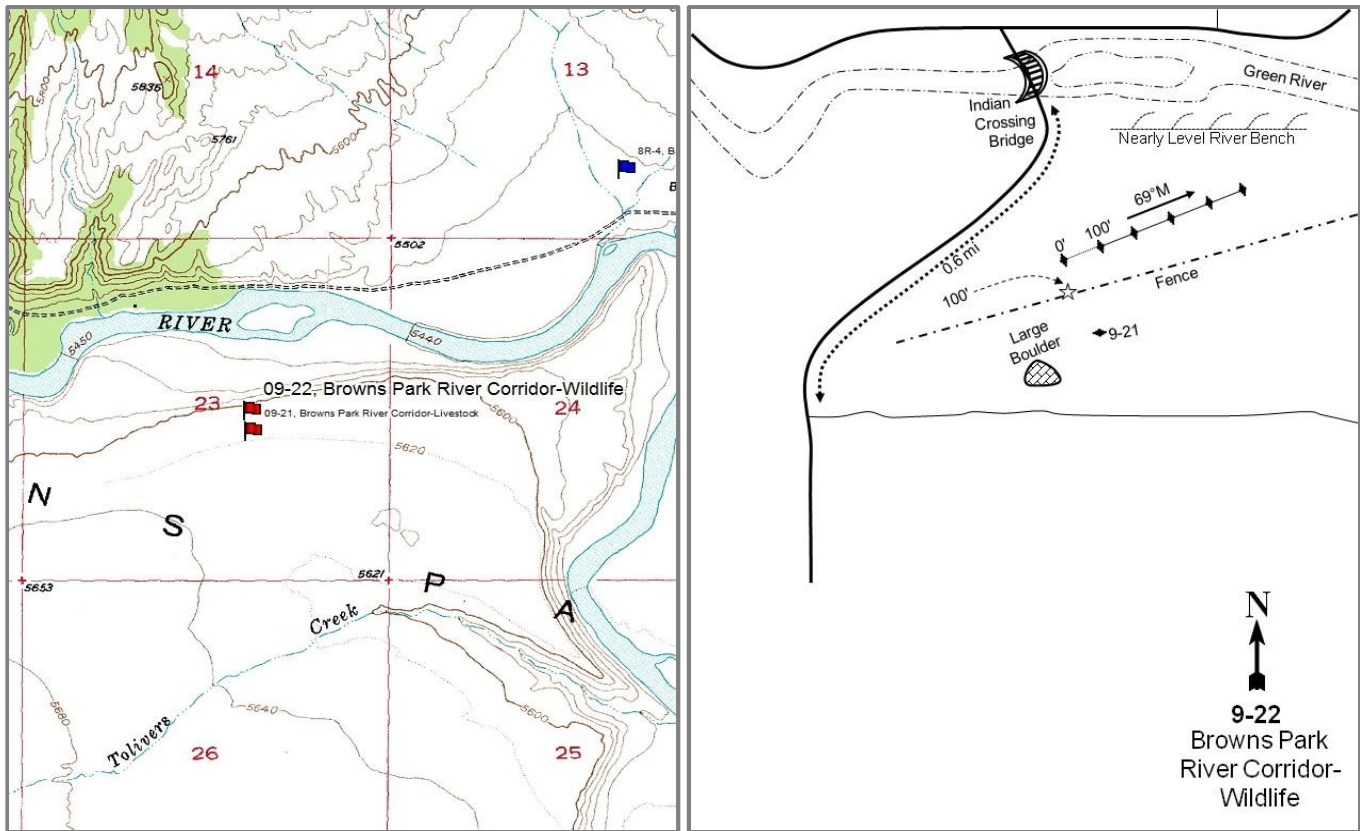 14
13
5835
5800
5761
5600
8R-4, B
B
5502
RIVER
5450
5440
09-22, Browns Park River Corridor-Wildlife
23
09-21, Browns Park River Corridor-Livestock
24
5600
5620
N
S
P
A
5653
5621
Creek
Tolivers
5680
5640
5600
26
25
Green River
Indian
Crossing
Bridge
Nearly Level River Bench
69°M
0'
100'
0.6 mi
100'
Fence
Large
Boulder
9-21
N
9-22
Browns Park
River Corridor-
Wildlife